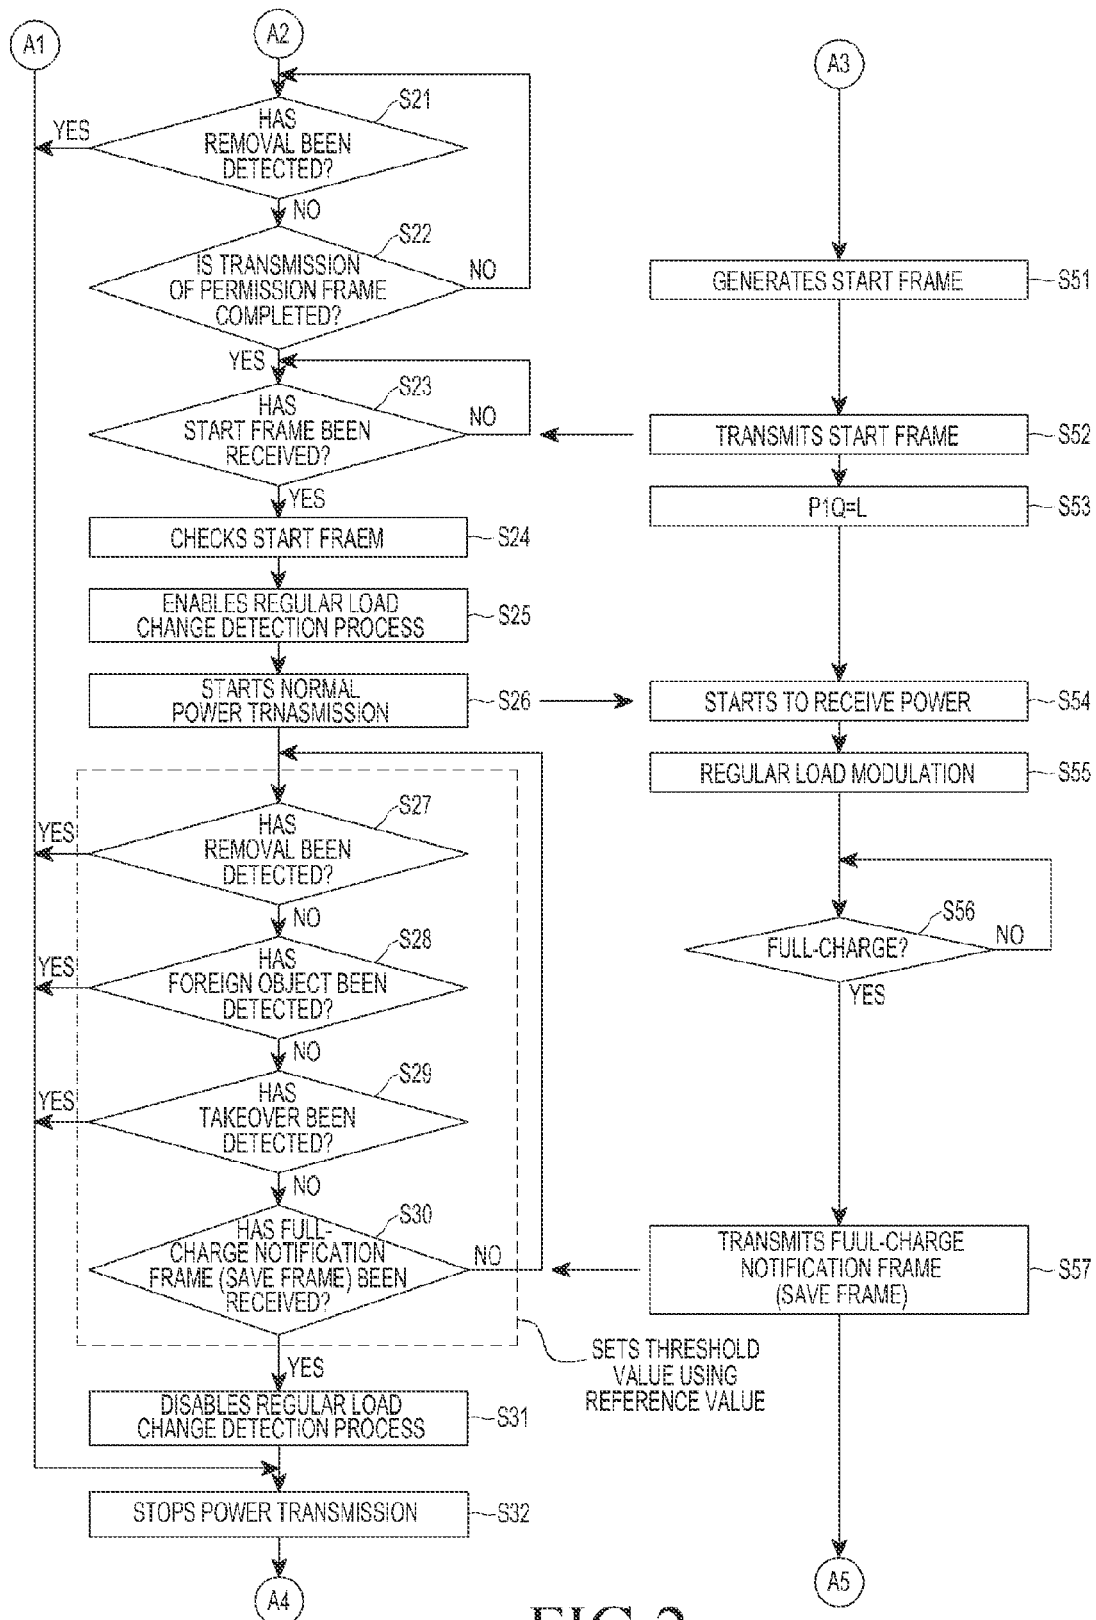 A1
A2
A3
S21
HAS
REMOVAL BEEN
DETECTED?
YES
NO
S22
IS TRANSMISSION
OF PERMISSION FRAME
COMPLETED?
NO
YES
S23
HAS
START FRAME BEEN
RECEIVED?
NO
YES
CHECKS START FRAEM
S24
ENABLES REGULAR LOAD
CHANGE DETECTION PROCESS
S25
STARTS NORMAL
POWER TRNASMISSION
S26
S27
HAS
REMOVAL BEEN
DETECTED?
YES
NO
S28
HAS
FOREIGN OBJECT BEEN
DETECTED?
YES
NO
S29
HAS
TAKEOVER BEEN
DETECTED?
YES
NO
S30
HAS FULL-
CHARGE NOTIFICATION
FRAME (SAVE FRAME) BEEN
RECEIVED?
NO
YES
SETS THRESHOLD
VALUE USING
REFERENCE VALUE
DISABLES REGULAR LOAD
CHANGE DETECTION PROCESS
S31
STOPS POWER TRANSMISSION
S32
A4
GENERATES START FRAME
S51
TRANSMITS START FRAME
S52
P1Q=L
S53
STARTS TO RECEIVE POWER
S54
REGULAR LOAD MODULATION
S55
S56
FULL-CHARGE?
NO
YES
TRANSMITS FUUL-CHARGE
NOTIFICATION FRAME
(SAVE FRAME)
S57
A5